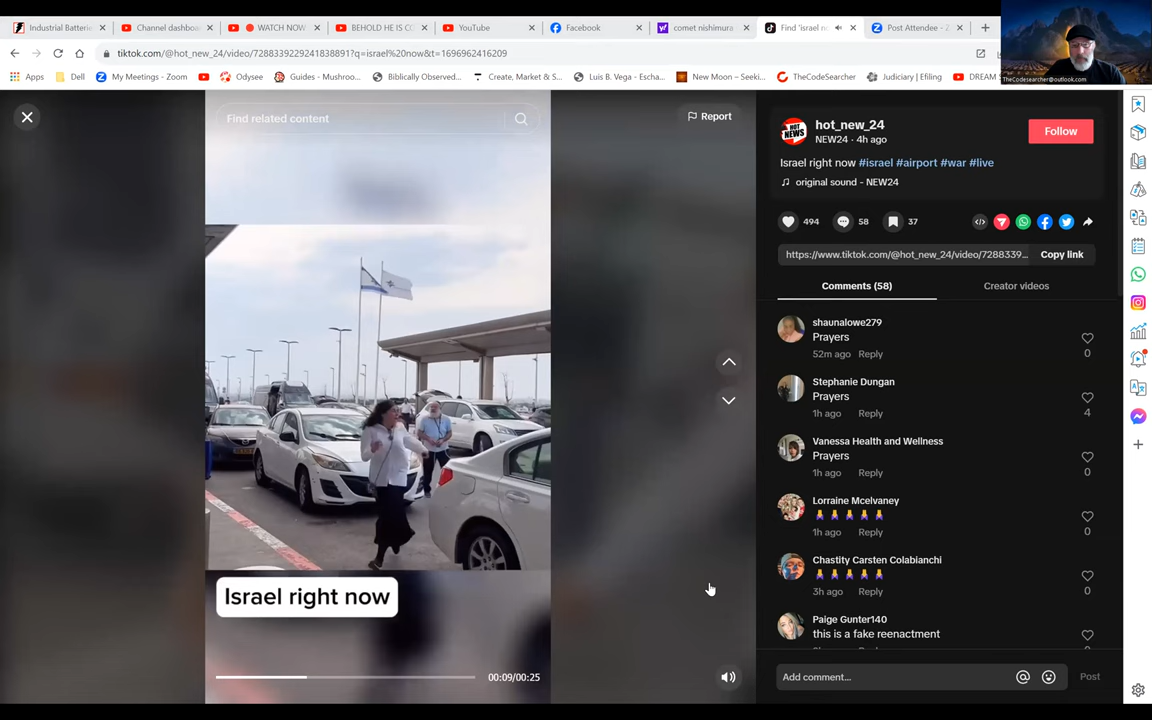 Industrial Batterie
Channel dashboa
WATCH NOW
BEHOLD HE IS CO
YouTube
Facebook
comet nishimura -
Find 'israel n
Post Attendee - Z
tiktok.com/@hot_new_24/video/7288339229241838891?q=israel%20now&t=1696962416209
TheCodesearcher@outlook.com
Apps
Dell
My Meetings - Zoom
Odysee
Guides - Mushroo...
Biblically Observed...
Create, Market & S...
Luis B. Vega - Escha...
New Moon – Seeki...
TheCodeSearcher
Judiciary | Efiling
DREAM S
Find related content
Report
HOT NEWS
hot_new_24
NEW24 · 4h ago
Follow
Israel right now #israel #airport #war #live
original sound - NEW24
494
58
37
https://www.tiktok.com/@hot_new_24/video/7288339...
Copy link
Comments (58)
Creator videos
shaunalowe279
Prayers
52m ago Reply
0
Stephanie Dungan
Prayers
1h ago Reply
4
Vanessa Health and Wellness
Prayers
1h ago Reply
0
Lorraine Mcelvaney
1h ago Reply
0
Chastity Carsten Colabianchi
3h ago Reply
0
Paige Gunter140
this is a fake reenactment
Israel right now
00:09/00:25
Add comment...
Post